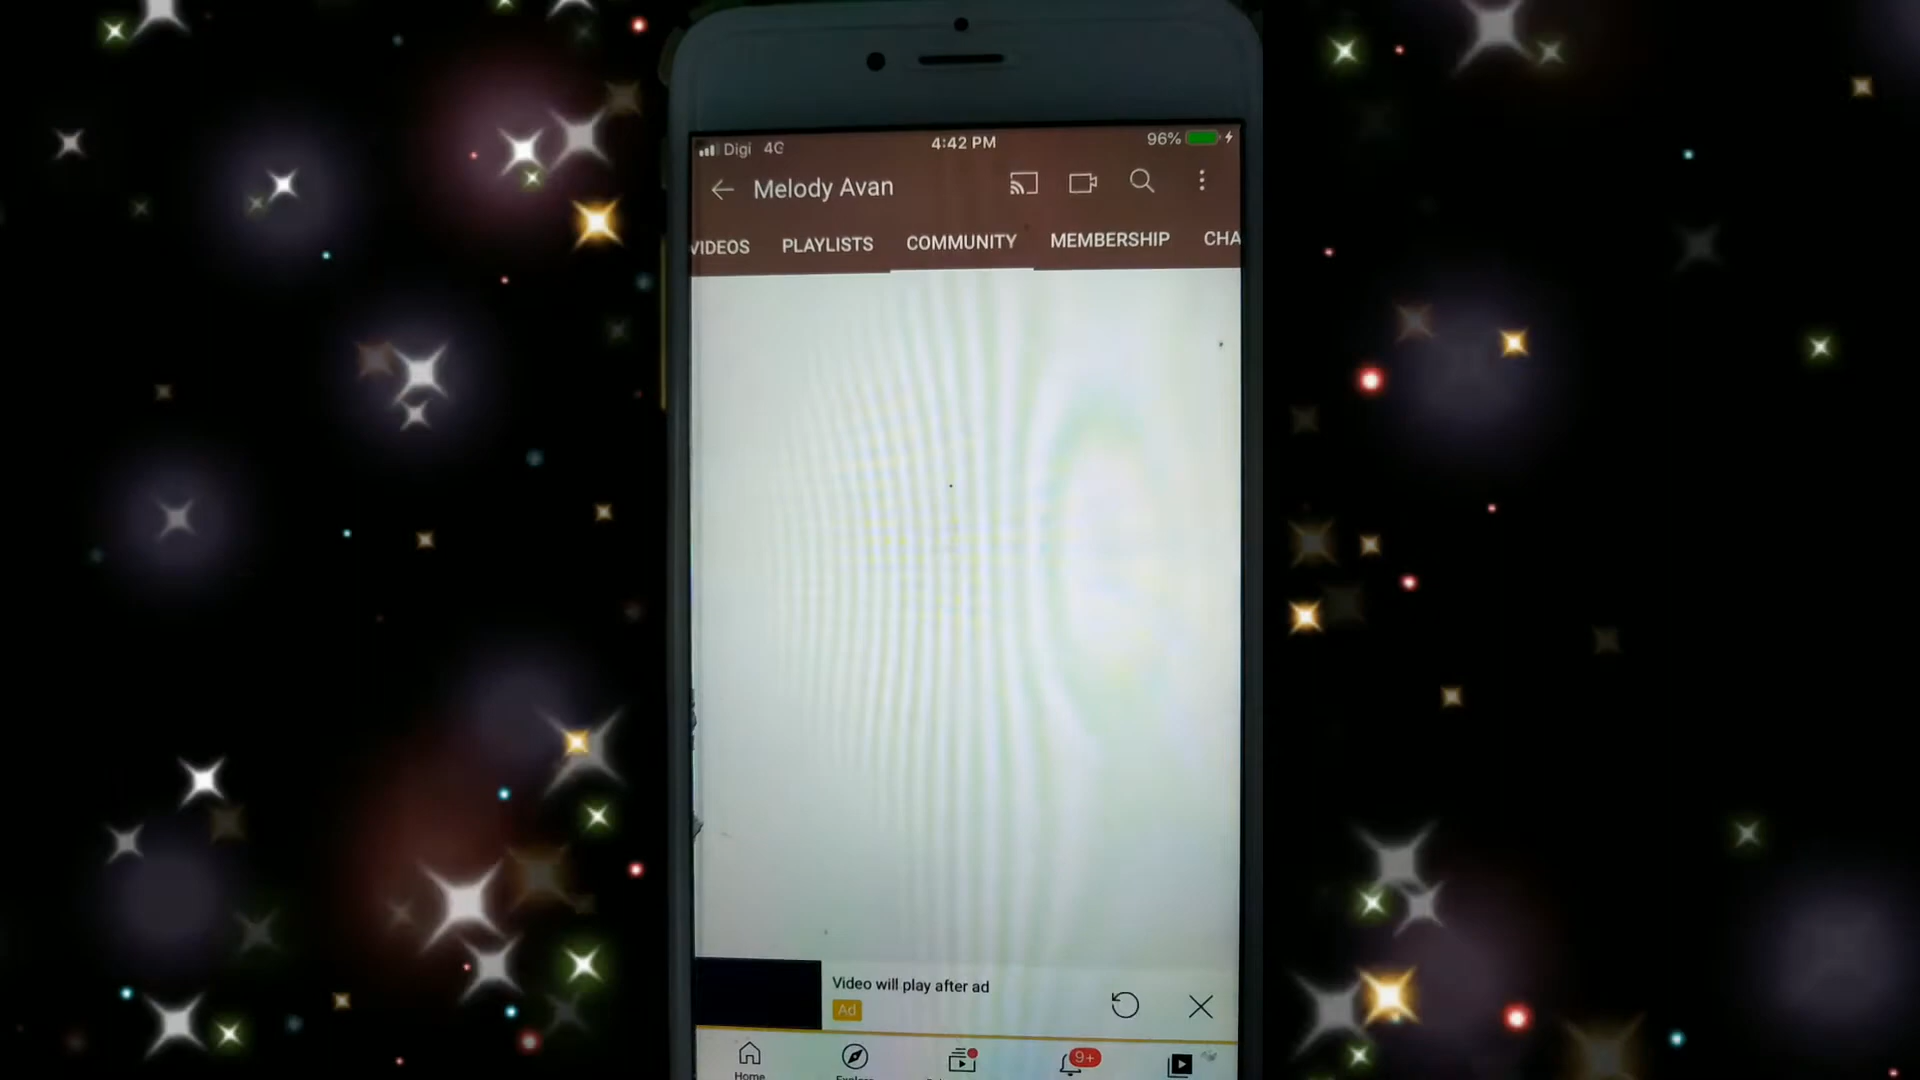 Digi 4G 4:42 PM 96%
Melody Avan
VIDEOS PLAYLISTS COMMUNITY MEMBERSHIP CHA
Video will play after ad
Ad
9+
Home